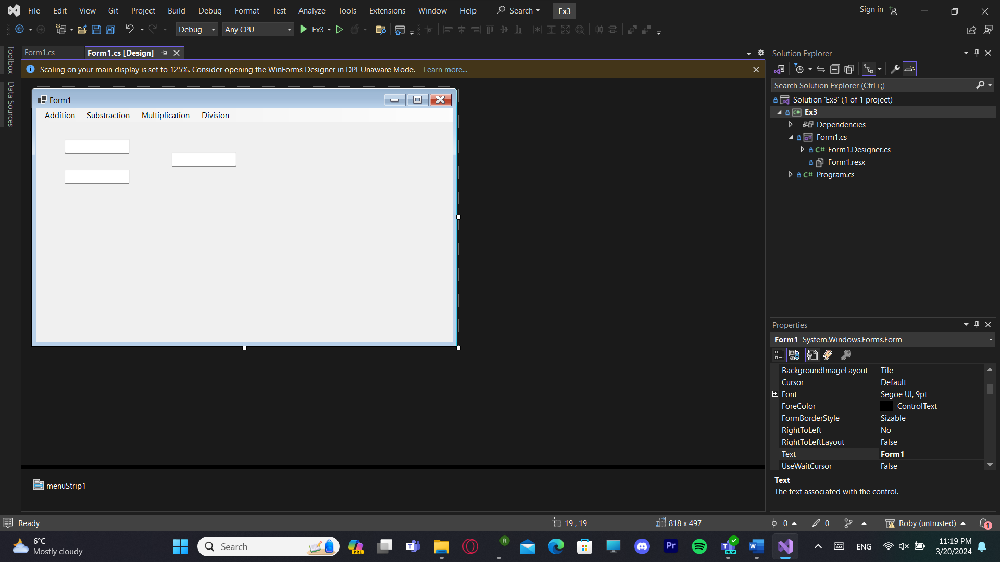 File Edit View Git Project Build Debug Format Test Analyze Tools Extensions Window Help Search Ex3 Sign in
Debug Any CPU Ex3
Toolbox
Data Sources
Form1.cs Form1.cs [Design]
Scaling on your main display is set to 125%. Consider opening the WinForms Designer in DPI-Unaware Mode. Learn more...
Form1
Addition Substraction Multiplication Division
menuStrip1
Solution Explorer
Search Solution Explorer (Ctrl+;)
Solution 'Ex3' (1 of 1 project)
C# Ex3
Dependencies
Form1.cs
C# Form1.Designer.cs
Form1.resx
C# Program.cs
Properties
Form1 System.Windows.Forms.Form
BackgroundImageLayout Tile
Cursor Default
Font Segoe UI, 9pt
ForeColor ControlText
FormBorderStyle Sizable
RightToLeft No
RightToLeftLayout False
Text Form1
UseWaitCursor False
Text
The text associated with the control.
Ready 19 , 19 818 x 497 0 0 Roby (untrusted) 1
6°C
Mostly cloudy
Search PRE R Pr NEW W ENG
11:19 PM
3/20/2024